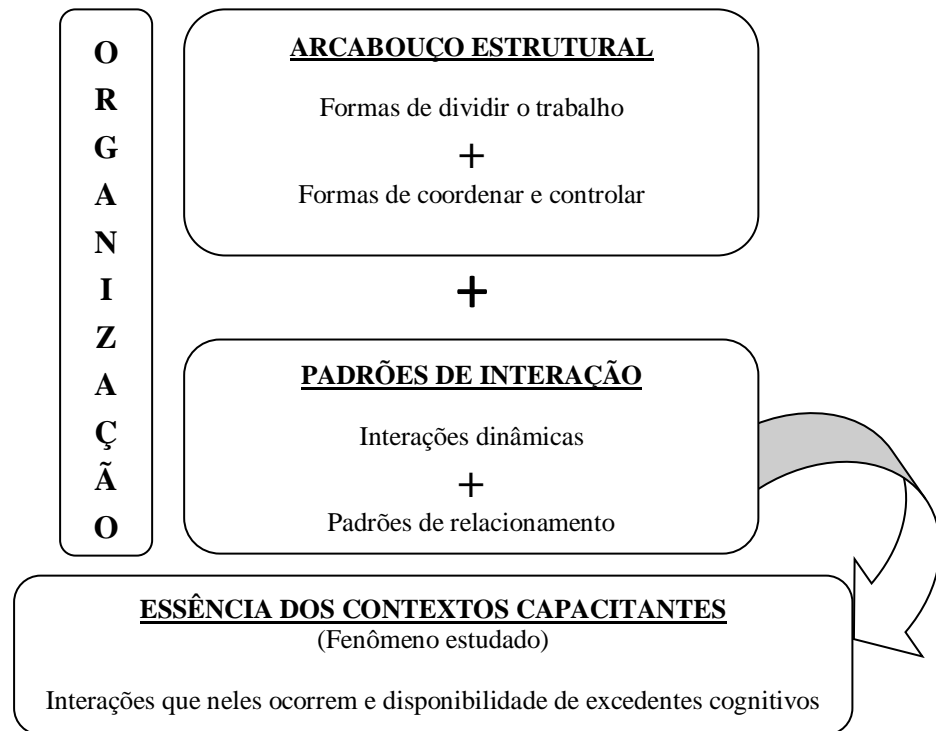 ORGANIZAÇÃO
ARCABOUÇO ESTRUTURAL
Formas de dividir o trabalho
+
Formas de coordenar e controlar
+
PADRÕES DE INTERAÇÃO
Interações dinâmicas
+
Padrões de relacionamento
ESSÊNCIA DOS CONTEXTOS CAPACITANTES
(Fenômeno estudado)
Interações que neles ocorrem e disponibilidade de excedentes cognitivos